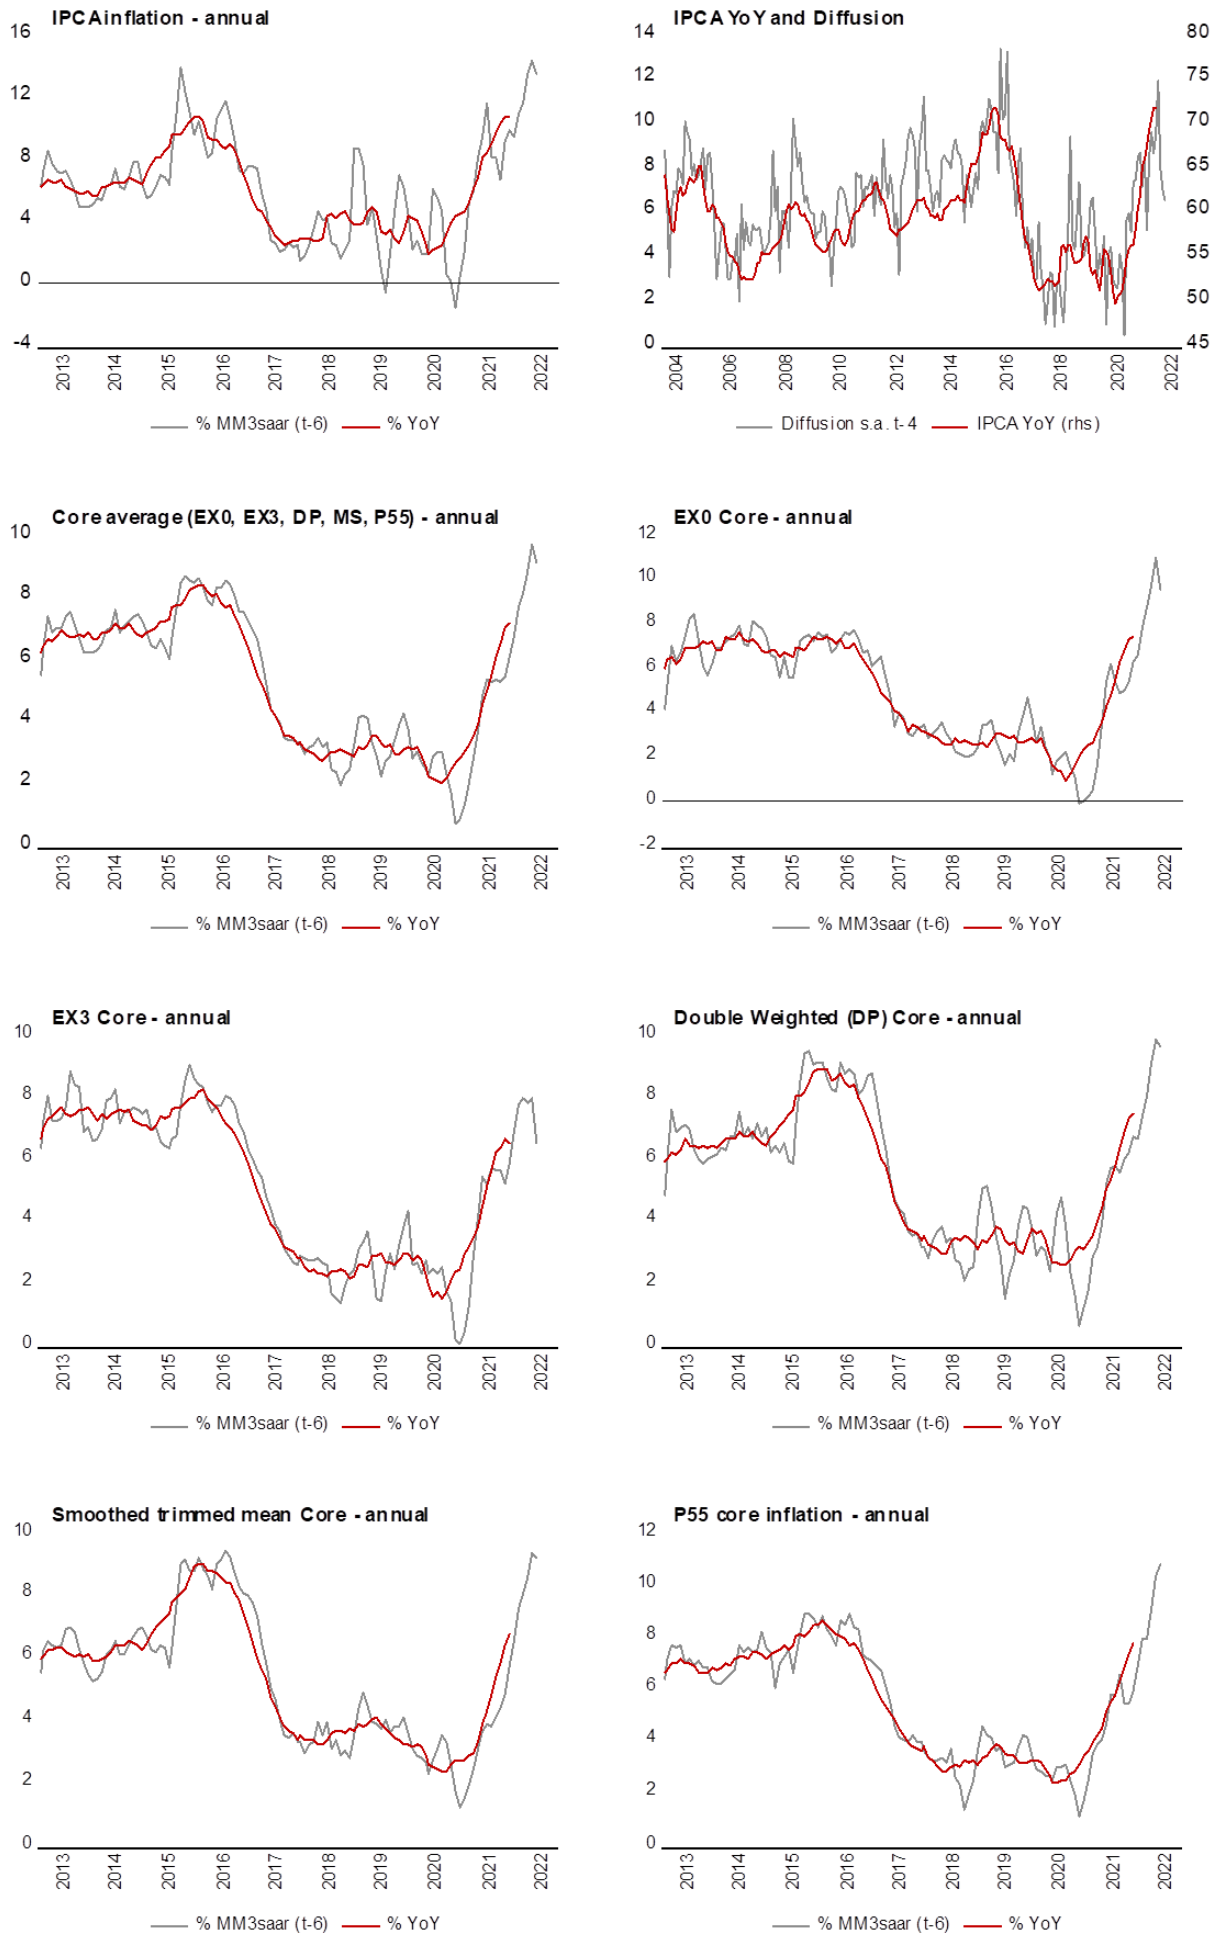 IPCA inflation - annual
16
12
8
4
0
-4
2013 2014 2015 2016 2017 2018 2019 2020 2021 2022
% MM3saar (t-6) % YoY
IPCA YoY and Diffusion
14 80
12 75
10 70
8 65
6 60
4 55
2 50
0 45
2004 2006 2008 2010 2012 2014 2016 2018 2020 2022
Diffusion s.a. t-4 IPCA YoY (rhs)
Core average (EX0, EX3, DP, MS, P55) - annual
10
8
6
4
2
0
2013 2014 2015 2016 2017 2018 2019 2020 2021 2022
% MM3saar (t-6) % YoY
EX0 Core - annual
12
10
8
6
4
2
0
-2
2013 2014 2015 2016 2017 2018 2019 2020 2021 2022
% MM3saar (t-6) % YoY
EX3 Core - annual
10
8
6
4
2
0
2013 2014 2015 2016 2017 2018 2019 2020 2021 2022
% MM3saar (t-6) % YoY
Double Weighted (DP) Core - annual
10
8
6
4
2
0
2013 2014 2015 2016 2017 2018 2019 2020 2021 2022
% MM3saar (t-6) % YoY
Smoothed trimmed mean Core - annual
10
8
6
4
2
0
2013 2014 2015 2016 2017 2018 2019 2020 2021 2022
% MM3saar (t-6) % YoY
P55 core inflation - annual
12
10
8
6
4
2
0
2013 2014 2015 2016 2017 2018 2019 2020 2021 2022
% MM3saar (t-6) % YoY